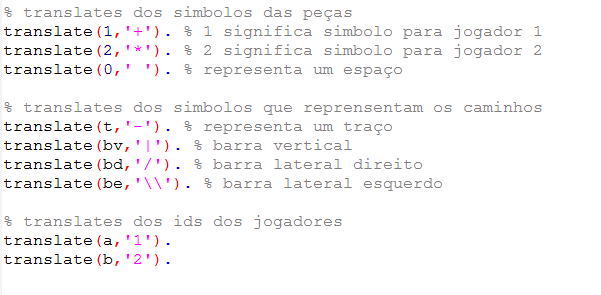 % translates dos simbolos das peças
translate(1,'+'). % 1 significa simbolo para jogador 1
translate(2,'*'). % 2 significa simbolo para jogador 2
translate(0,' '). % representa um espaço
% translates dos simbolos que reprensentam os caminhos
translate(t,'-'). % representa um traço
translate(bv,'|'). % barra vertical
translate(bd,'/'). % barra lateral direito
translate(be,'\\'). % barra lateral esquerdo
% translates dos ids dos jogadores
translate(a,'1').
translate(b,'2').